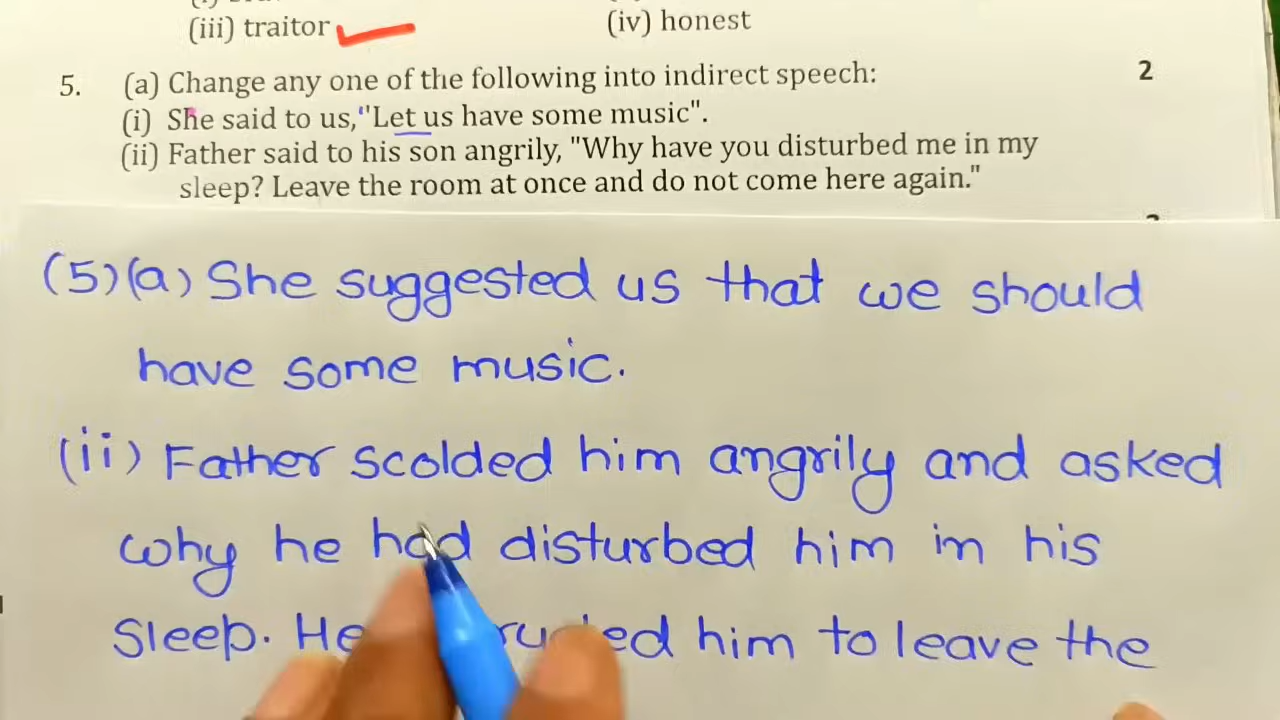 (iii) traitor (iv) honest
5. (a) Change any one of the following into indirect speech: 2
(i) She said to us, "Let us have some music".
(ii) Father said to his son angrily, "Why have you disturbed me in my
sleep? Leave the room at once and do not come here again."
(5)(a) She suggested us that we should
have some music.
(ii) Father scolded him angrily and asked
why he had disturbed him in his
sleep. He him to leave the